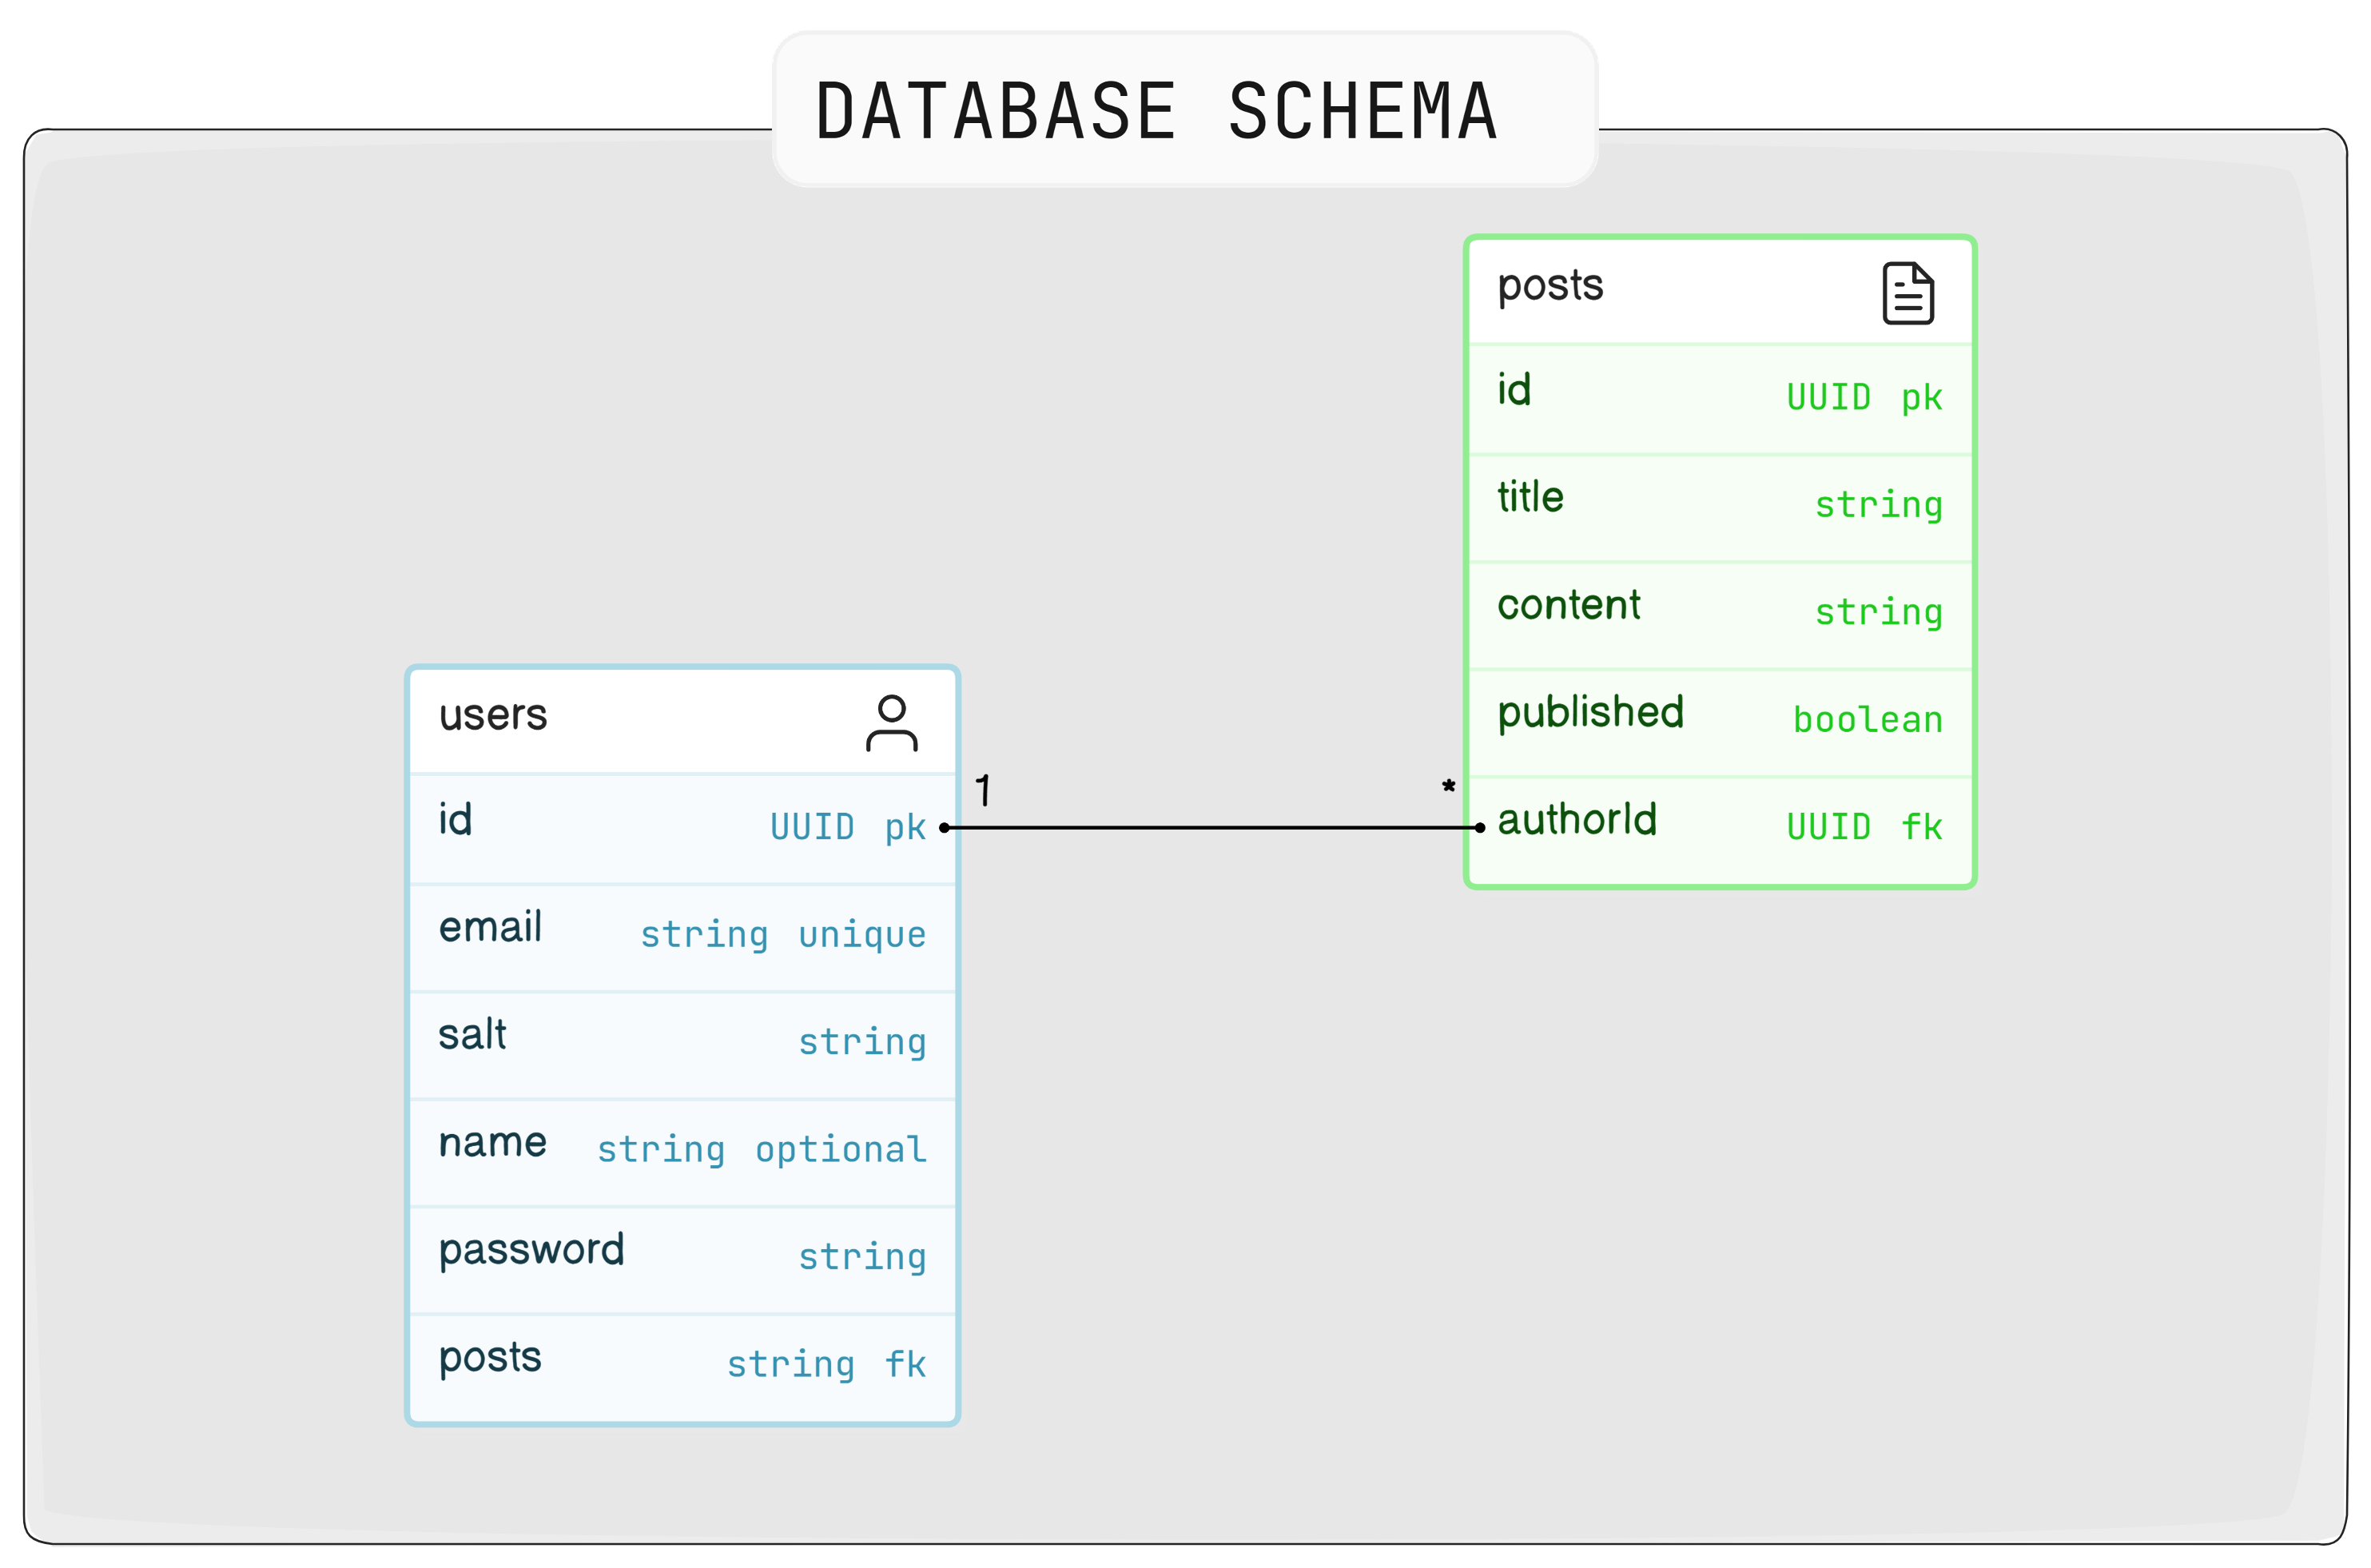 DATABASE SCHEMA
posts
id UUID pk
title string
content string
published boolean
authorId UUID fk
users
id UUID pk
email string unique
salt string
name string optional
password string
posts string fk
1 *